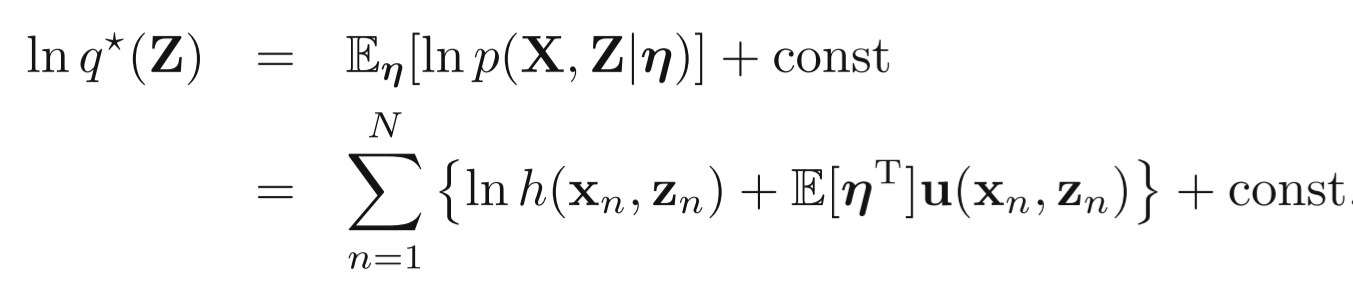 ln q⋆(𝐙) = 𝔼_𝛈[ln p(𝐗, 𝐙|𝛈)] + const
= ∑_{n=1}^{N} {ln h(𝐱_n, 𝐳_n) + 𝔼[𝛈^T]𝐮(𝐱_n, 𝐳_n)} + const.